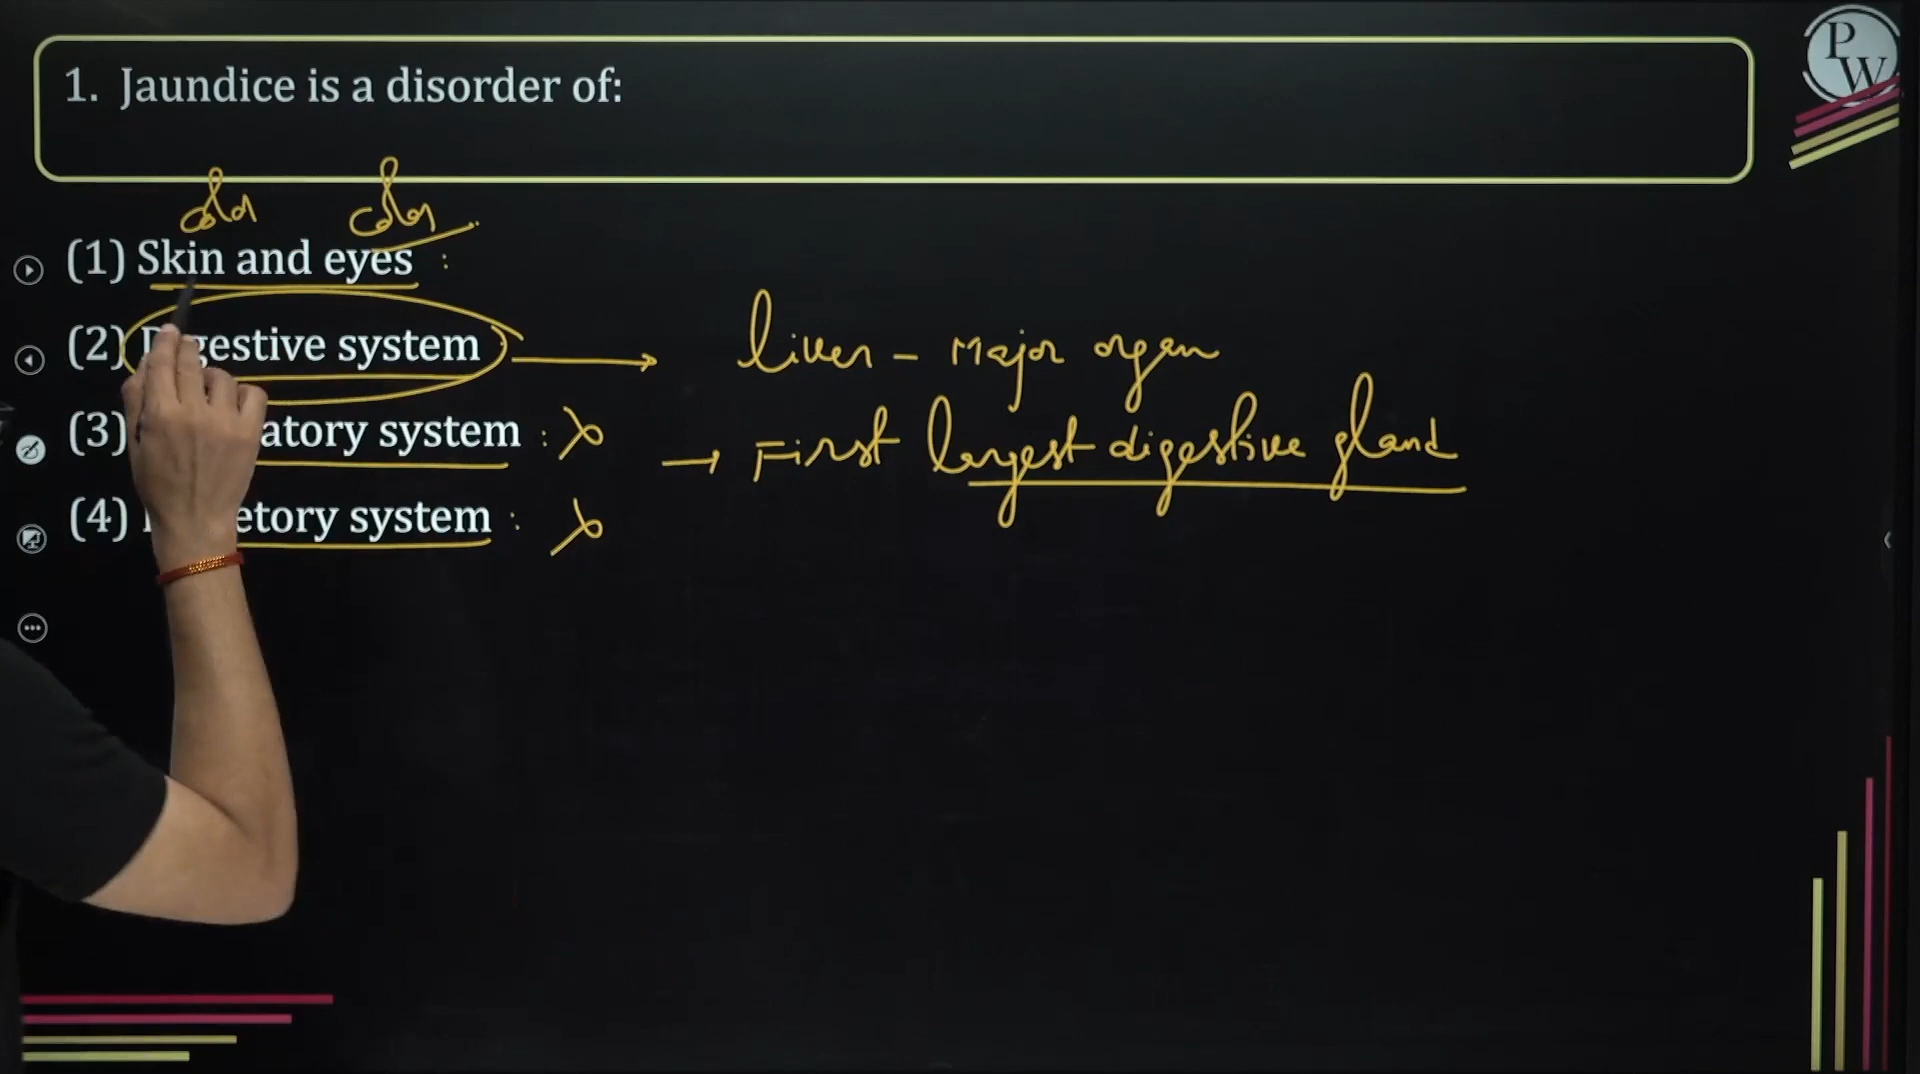 PW
1. Jaundice is a disorder of:
color color
(1) Skin and eyes :
(2) Digestive system → liver - Major organ
(3) atory system : → First largest digestive gland
(4) etory system :